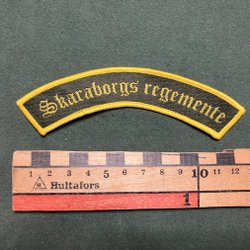 Skaraborgs regemente
1 2 3 4 5 6 7 8 9 10 11 12
Hultafors
1